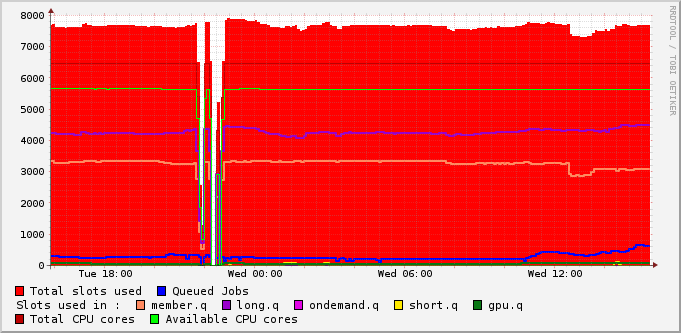 8000
7000
6000
5000
4000
3000
2000
1000
0
Tue 18:00 Wed 00:00 Wed 06:00 Wed 12:00
Total slots used Queued Jobs
Slots used in : member.q long.q ondemand.q short.q gpu.q
Total CPU cores Available CPU cores
RRDTOOL / TOBI OETIKER